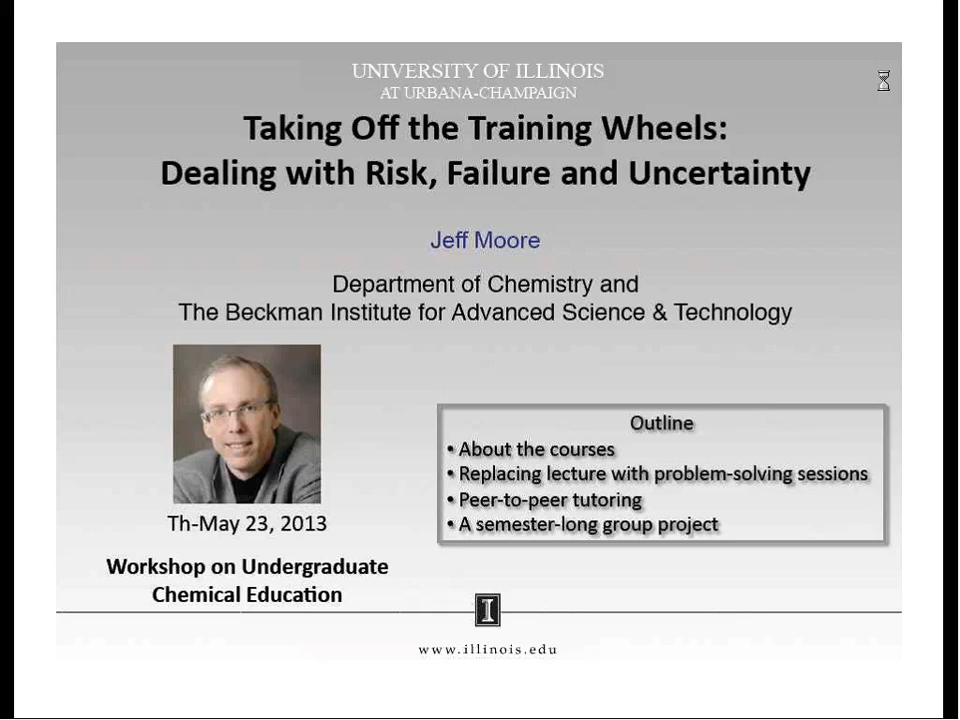 UNIVERSITY OF ILLINOIS
AT URBANA-CHAMPAIGN
Taking Off the Training Wheels:
Dealing with Risk, Failure and Uncertainty
Jeff Moore
Department of Chemistry and
The Beckman Institute for Advanced Science & Technology
Th-May 23, 2013
Workshop on Undergraduate
Chemical Education
Outline
• About the courses
• Replacing lecture with problem-solving sessions
• Peer-to-peer tutoring
• A semester-long group project
I
www.illinois.edu